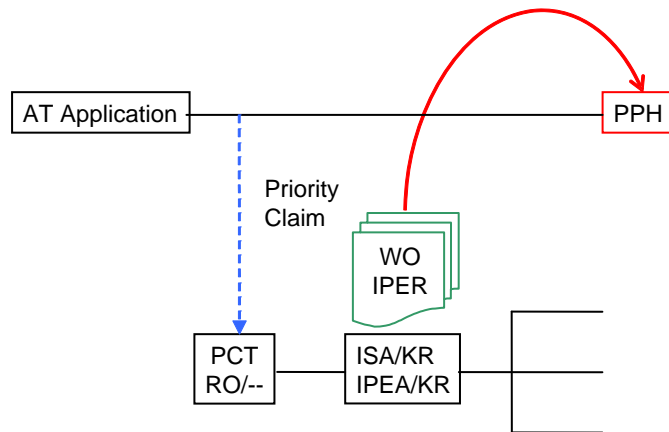 AT Application
PPH
Priority
Claim
WO
IPER
PCT
RO/--
ISA/KR
IPEA/KR